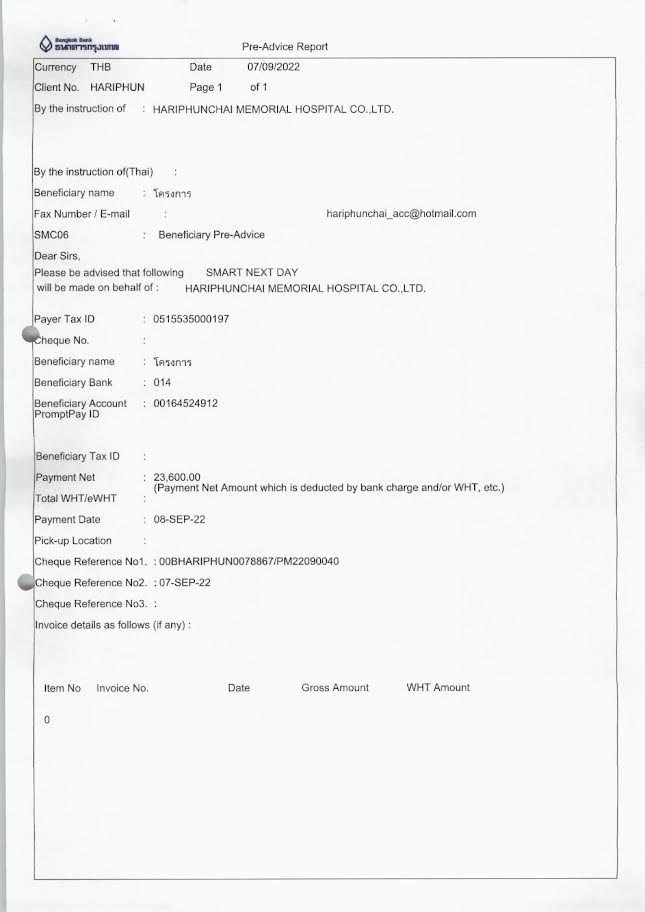 Bangkok Bank
ธนาคารกรุงเทพ
Pre-Advice Report
Currency THB Date 07/09/2022
Client No. HARIPHUN Page 1 of 1
By the instruction of : HARIPHUNCHAI MEMORIAL HOSPITAL CO.,LTD.
By the instruction of(Thai) :
Beneficiary name : โครงการ
Fax Number / E-mail : hariphunchai_acc@hotmail.com
SMC06 : Beneficiary Pre-Advice
Dear Sirs,
Please be advised that following SMART NEXT DAY
will be made on behalf of : HARIPHUNCHAI MEMORIAL HOSPITAL CO.,LTD.
Payer Tax ID : 0515535000197
Cheque No. :
Beneficiary name : โครงการ
Beneficiary Bank : 014
Beneficiary Account : 00164524912
PromptPay ID
Beneficiary Tax ID :
Payment Net : 23,600.00
(Payment Net Amount which is deducted by bank charge and/or WHT, etc.)
Total WHT/eWHT :
Payment Date : 08-SEP-22
Pick-up Location :
Cheque Reference No1. : 00BHARIPHUN0078867/PM22090040
Cheque Reference No2. : 07-SEP-22
Cheque Reference No3. :
Invoice details as follows (if any) :
Item No Invoice No. Date Gross Amount WHT Amount
0